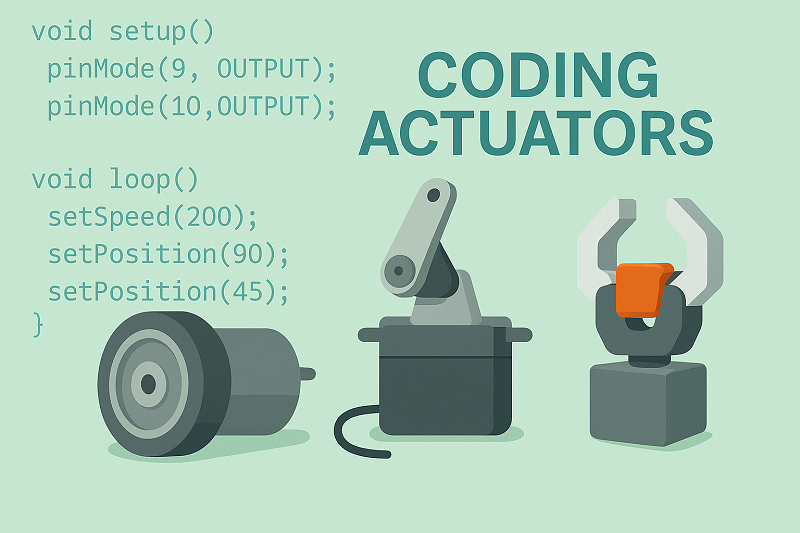 void setup()
pinMode(9, OUTPUT);
pinMode(10,OUTPUT);
void loop()
setSpeed(200);
setPosition(90);
setPosition(45);
}
CODING
ACTUATORS